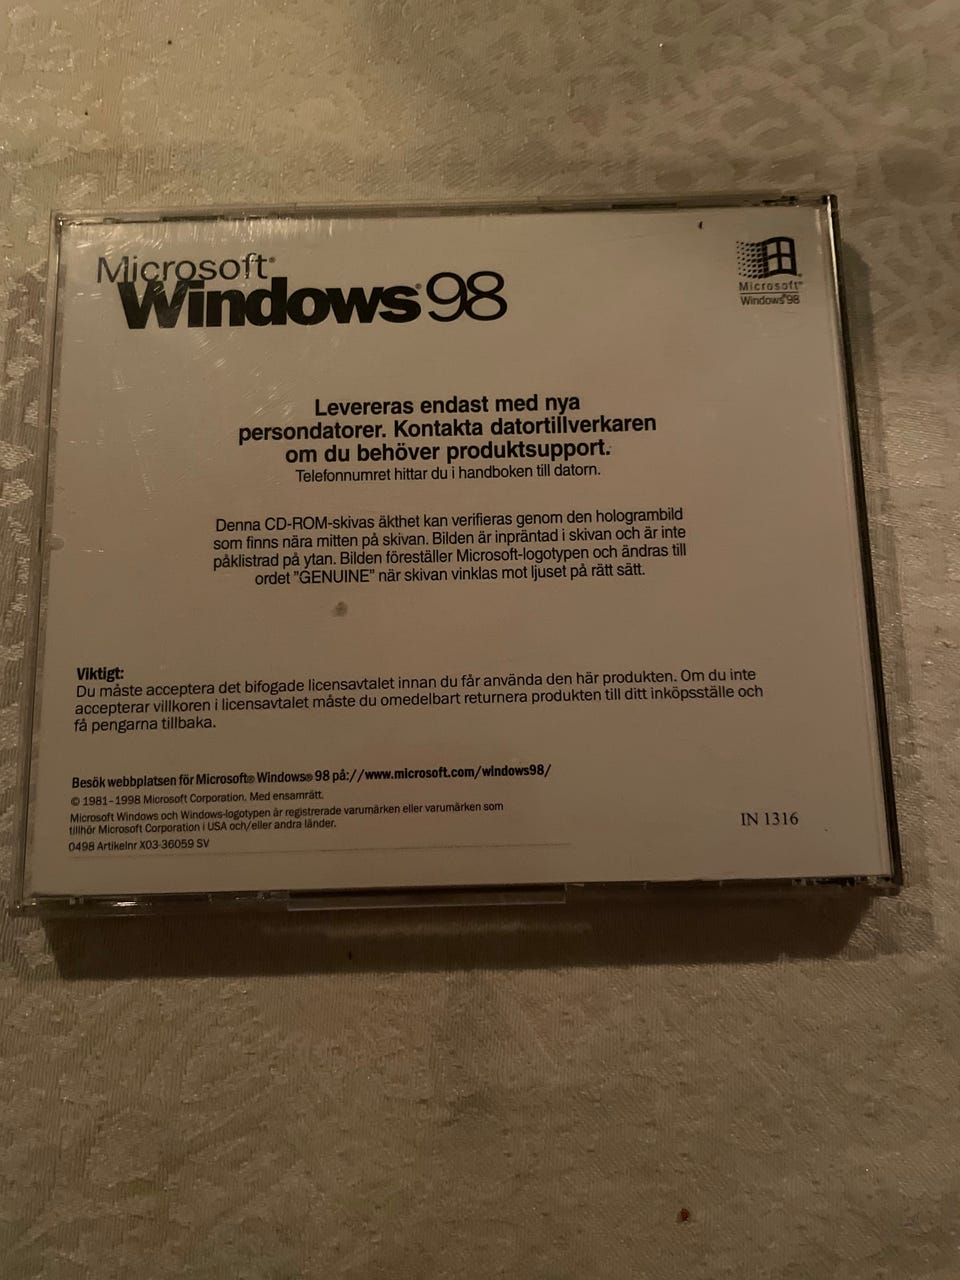 Microsoft®
Windows® 98
Microsoft™
Windows®98
Levereras endast med nya
persondatorer. Kontakta datortillverkaren
om du behöver produktsupport.
Telefonnumret hittar du i handboken till datorn.
Denna CD-ROM-skivas äkthet kan verifieras genom den hologrambild
som finns nära mitten på skivan. Bilden är inpräntad i skivan och är inte
påklistrad på ytan. Bilden föreställer Microsoft-logotypen och ändras till
ordet ”GENUINE” när skivan vinklas mot ljuset på rätt sätt.
Viktigt:
Du måste acceptera det bifogade licensavtalet innan du får använda den här produkten. Om du inte
accepterar villkoren i licensavtalet måste du omedelbart returnera produkten till ditt inköpsställe och
få pengarna tillbaka.
Besök webbplatsen för Microsoft® Windows® 98 på://www.microsoft.com/windows98/
© 1981–1998 Microsoft Corporation. Med ensamrätt.
Microsoft Windows och Windows-logotypen är registrerade varumärken eller varumärken som
tillhör Microsoft Corporation i USA och/eller andra länder.
0498 Artikelnr X03-36059 SV
IN 1316